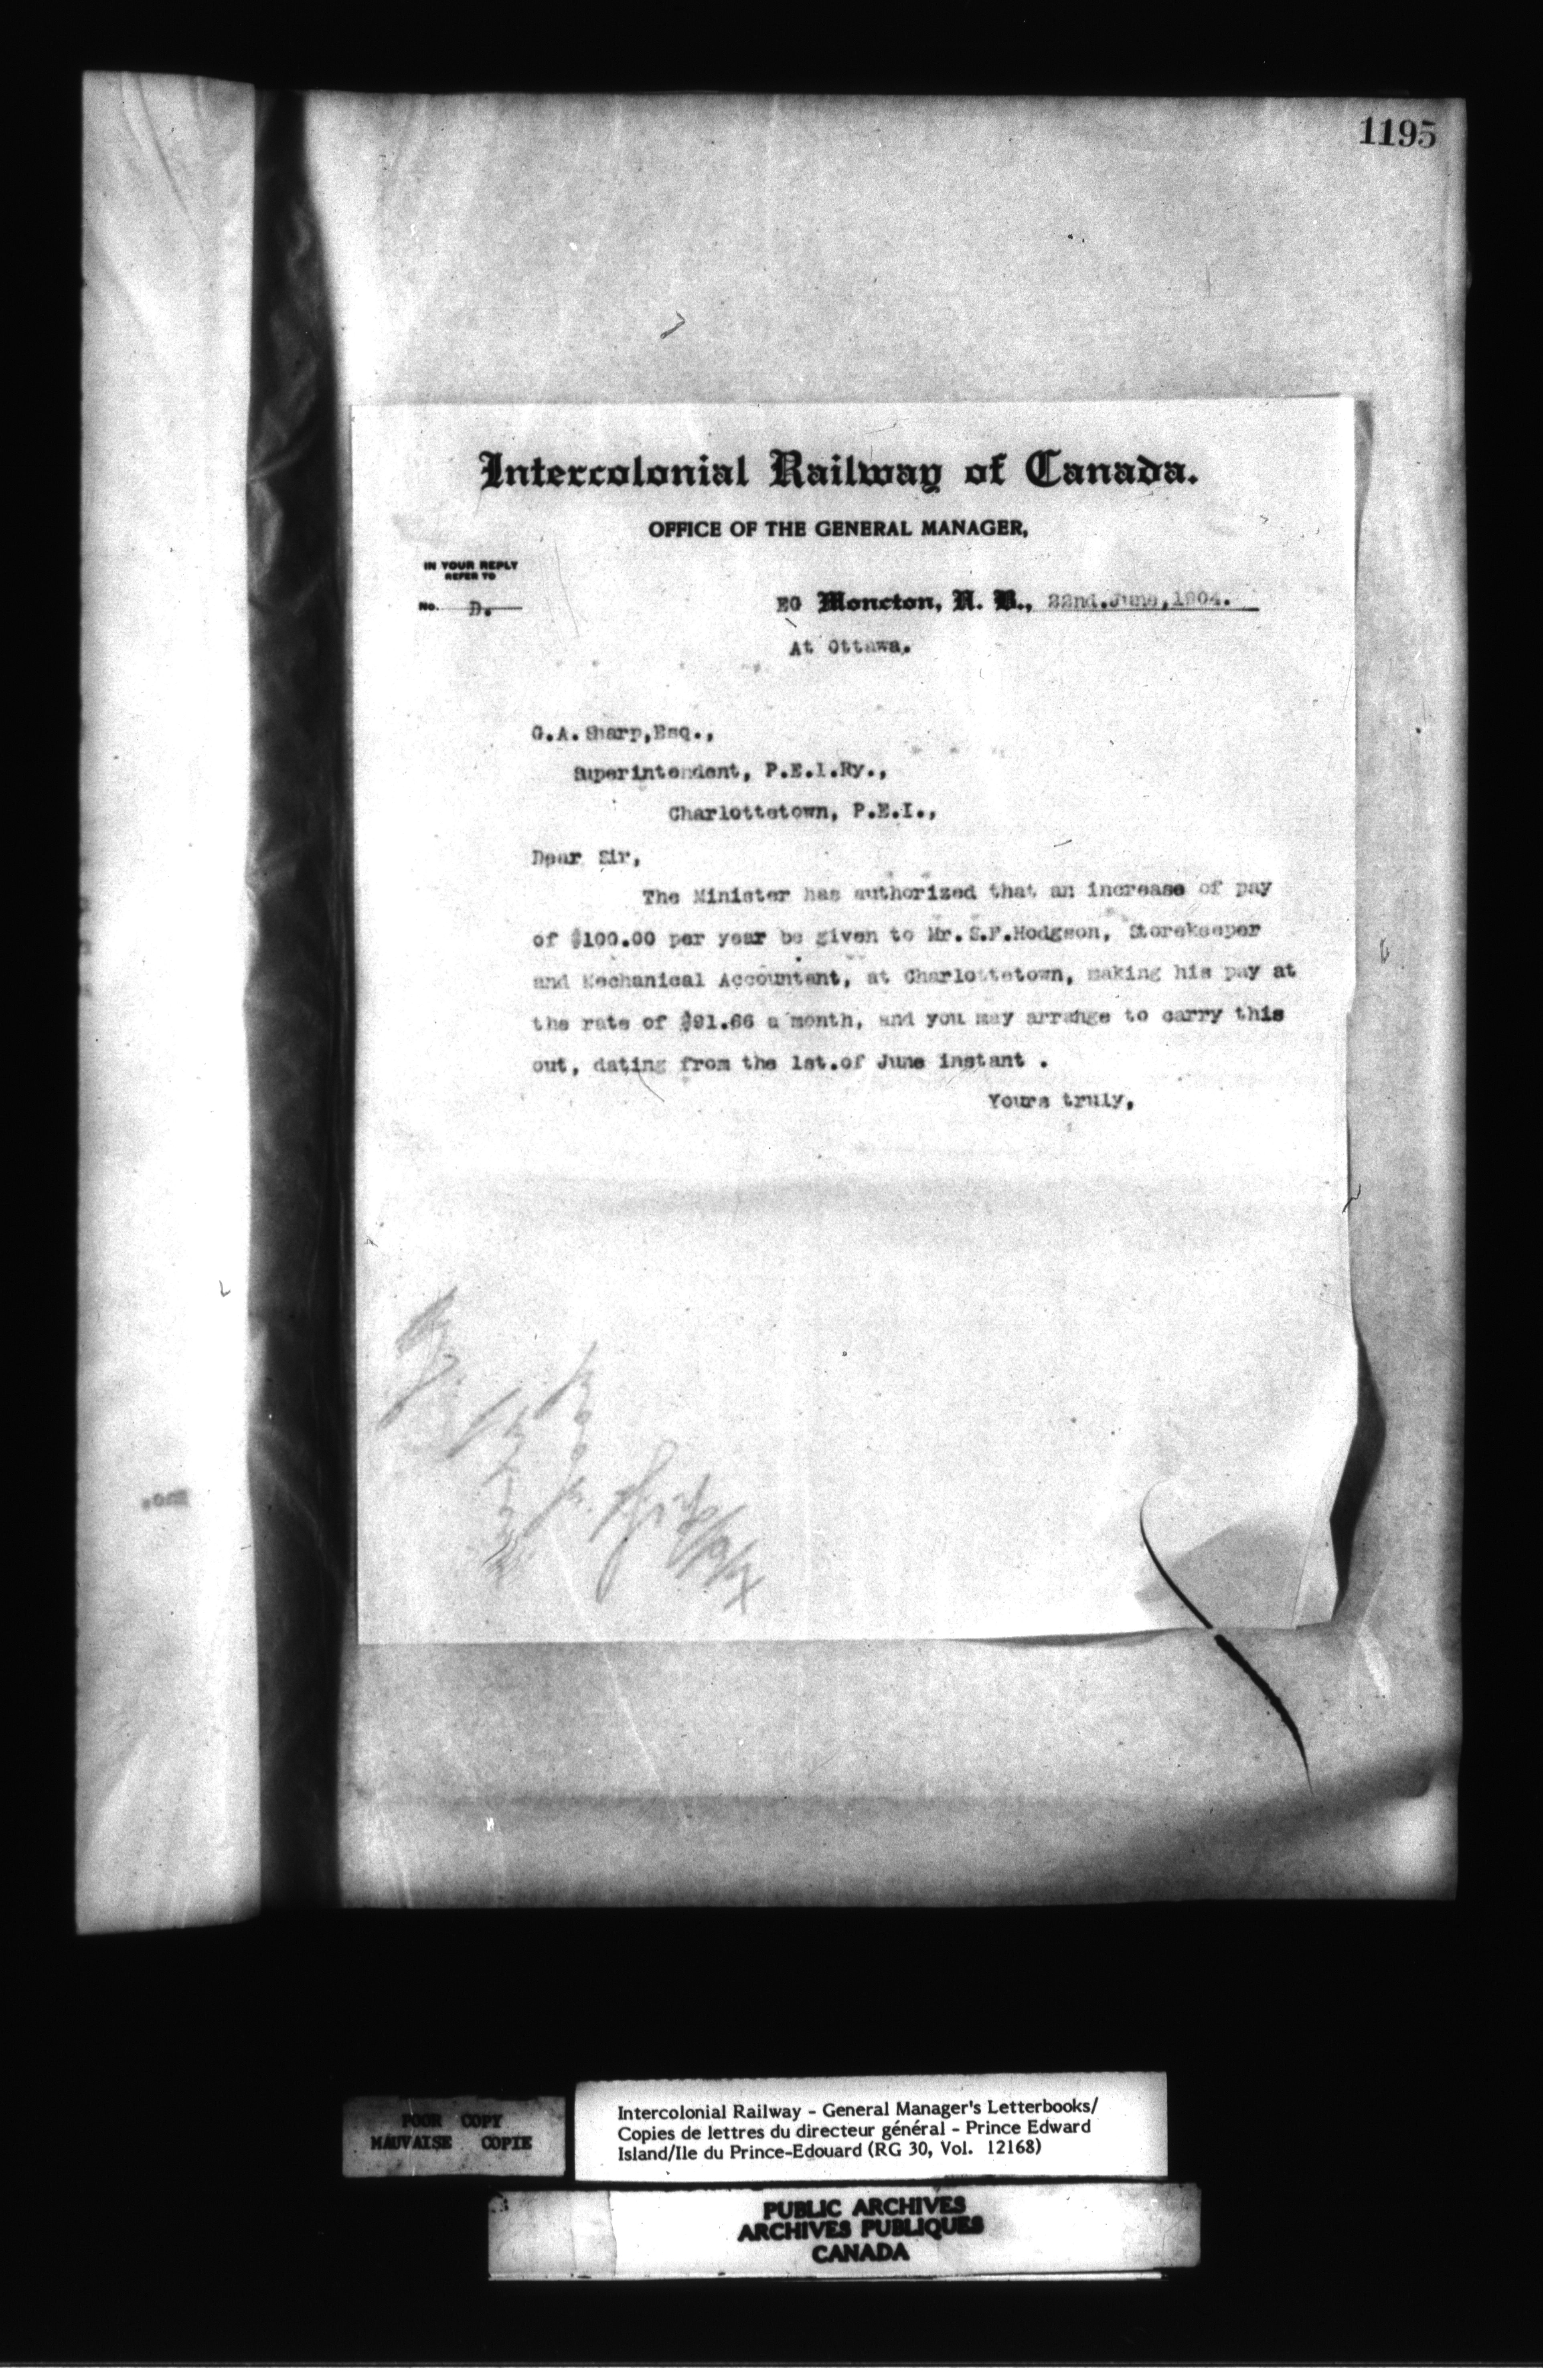 1195
Intercolonial Railway of Canada.
OFFICE OF THE GENERAL MANAGER,
IN YOUR REPLY
REFER TO
No. D.
EG Moncton, N. B., 22nd.June,1904.
At Ottawa.
G.A.Sharp,Esq.,
Superintendent, P.E.I.Ry.,
Charlottetown, P.E.I.,
Dear Sir,
The Minister has authorized that an increase of pay
of $100.00 per year be given to Mr.S.F.Hodgson, Storekeeper
and Mechanical Accountant, at Charlottetown, making his pay at
the rate of $91.66 a month, and you may arrange to carry this
out, dating from the 1st.of June instant .
Yours truly,
POOR COPY
MAUVAISE COPIE
Intercolonial Railway - General Manager's Letterbooks/
Copies de lettres du directeur général - Prince Edward
Island/Ile du Prince-Edouard (RG 30, Vol. 12168)
PUBLIC ARCHIVES
ARCHIVES PUBLIQUES
CANADA